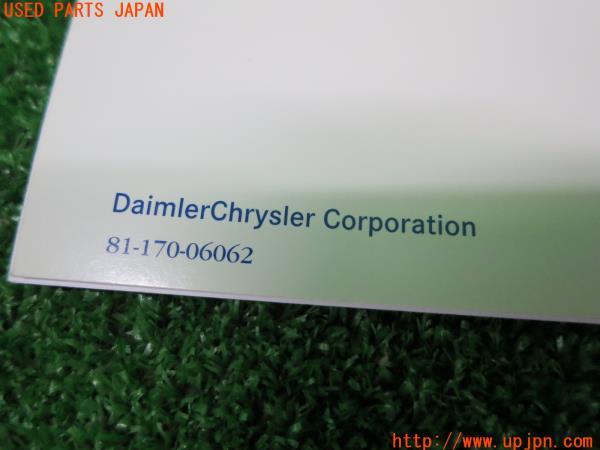 USED PARTS JAPAN
DaimlerChrysler Corporation
81-170-06062
http://www.upjpn.com/